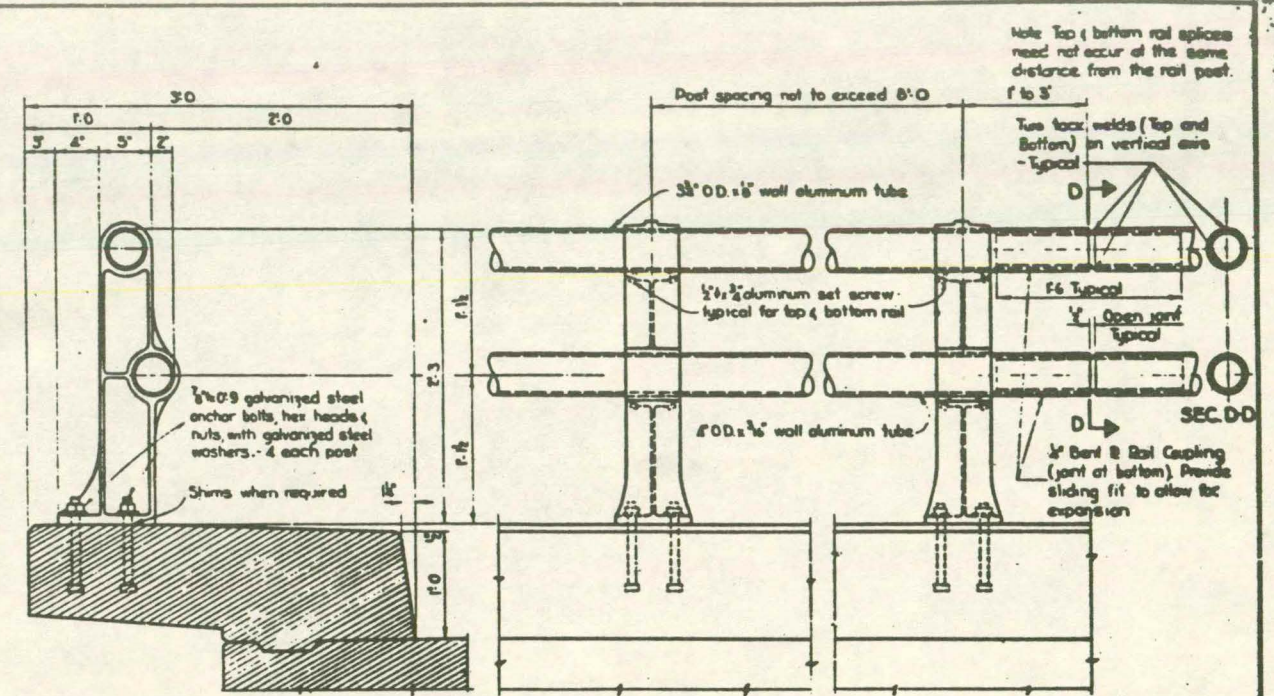 Note Top & bottom rail splices
need not occur at the same
distance from the rail post.
3'-0
Post spacing not to exceed 8'-0
1' to 3'
1'-0
2'-0
3"
4"
5"
2"
Two tack welds (Top and
Bottom) on vertical axis
-Typical
D
O.D. x wall aluminum tube
1'-1½
2'-3
aluminum set screw
typical for top & bottom rail
1'-6 Typical
Open joint
Typical
galvanized steel
anchor bolts, hex heads &
nuts, with galvanized steel
washers.- 4 each post
1'-1½
O.D. x 3/16" wall aluminum tube
SEC. D-D
D
Bent Rail Coupling
(joint at bottom). Provide
sliding fit to allow for
expansion
Shims when required
1'-0